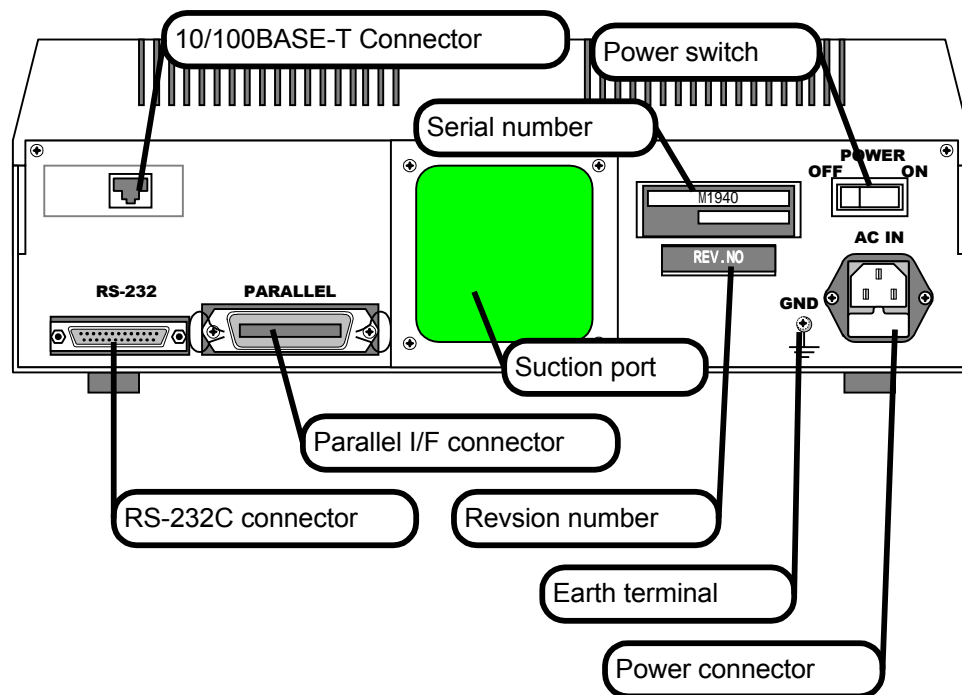 10/100BASE-T Connector
Power switch
Serial number
POWER
OFF ON
M1940
REV.NO
AC IN
RS-232
PARALLEL
GND
Suction port
Parallel I/F connector
RS-232C connector
Revsion number
Earth terminal
Power connector